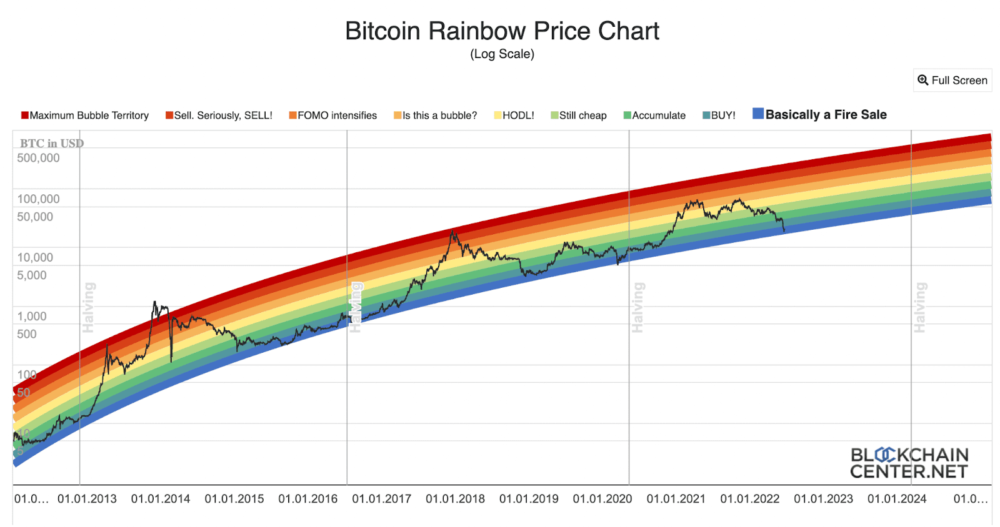 Bitcoin Rainbow Price Chart
(Log Scale)
Full Screen
Maximum Bubble Territory Sell. Seriously, SELL! FOMO intensifies Is this a bubble? HODL! Still cheap Accumulate BUY! Basically a Fire Sale
BTC in USD
500,000
100,000
50,000
10,000
5,000
1,000
500
100
50
10
5
Halving
Halving
Halving
Halving
BLOCKCHAIN
CENTER.NET
01.0... 01.01.2013 01.01.2014 01.01.2015 01.01.2016 01.01.2017 01.01.2018 01.01.2019 01.01.2020 01.01.2021 01.01.2022 01.01.2023 01.01.2024 01.0...